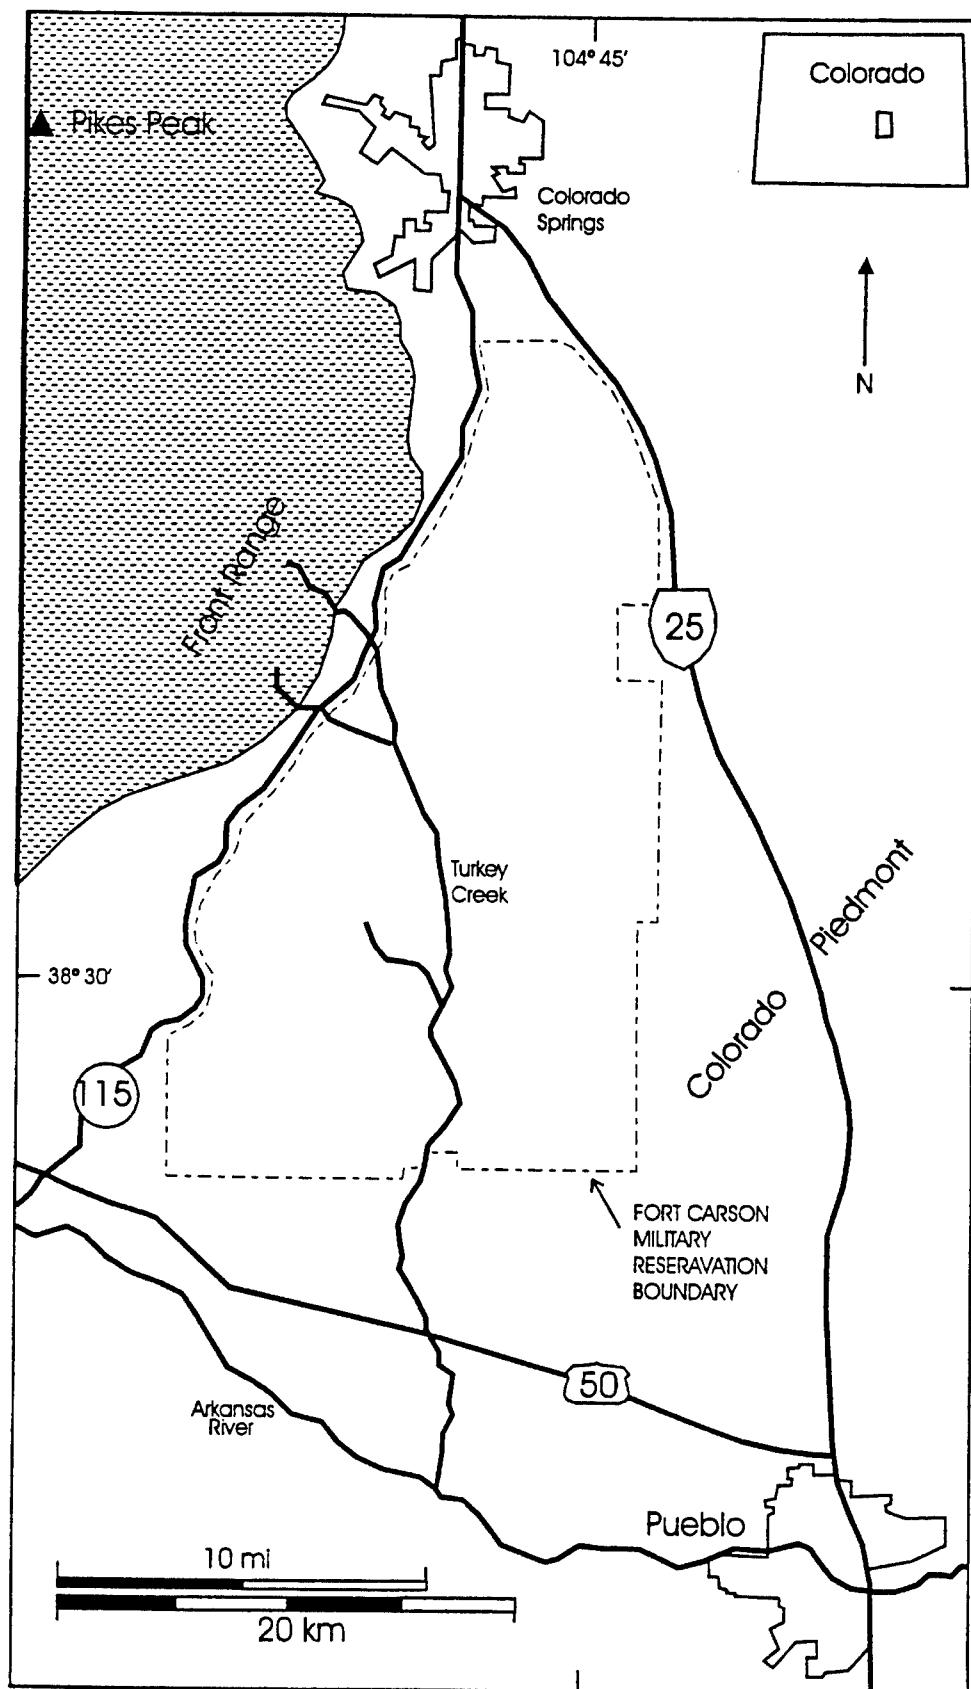 104° 45'
Colorado
Pikes Peak
Colorado
Springs
N
Front Range
25
Turkey
Creek
Piedmont
38° 30'
Colorado
115
FORT CARSON
MILITARY
RESERAVATION
BOUNDARY
50
Arkansas
River
Pueblo
10 mi
20 km